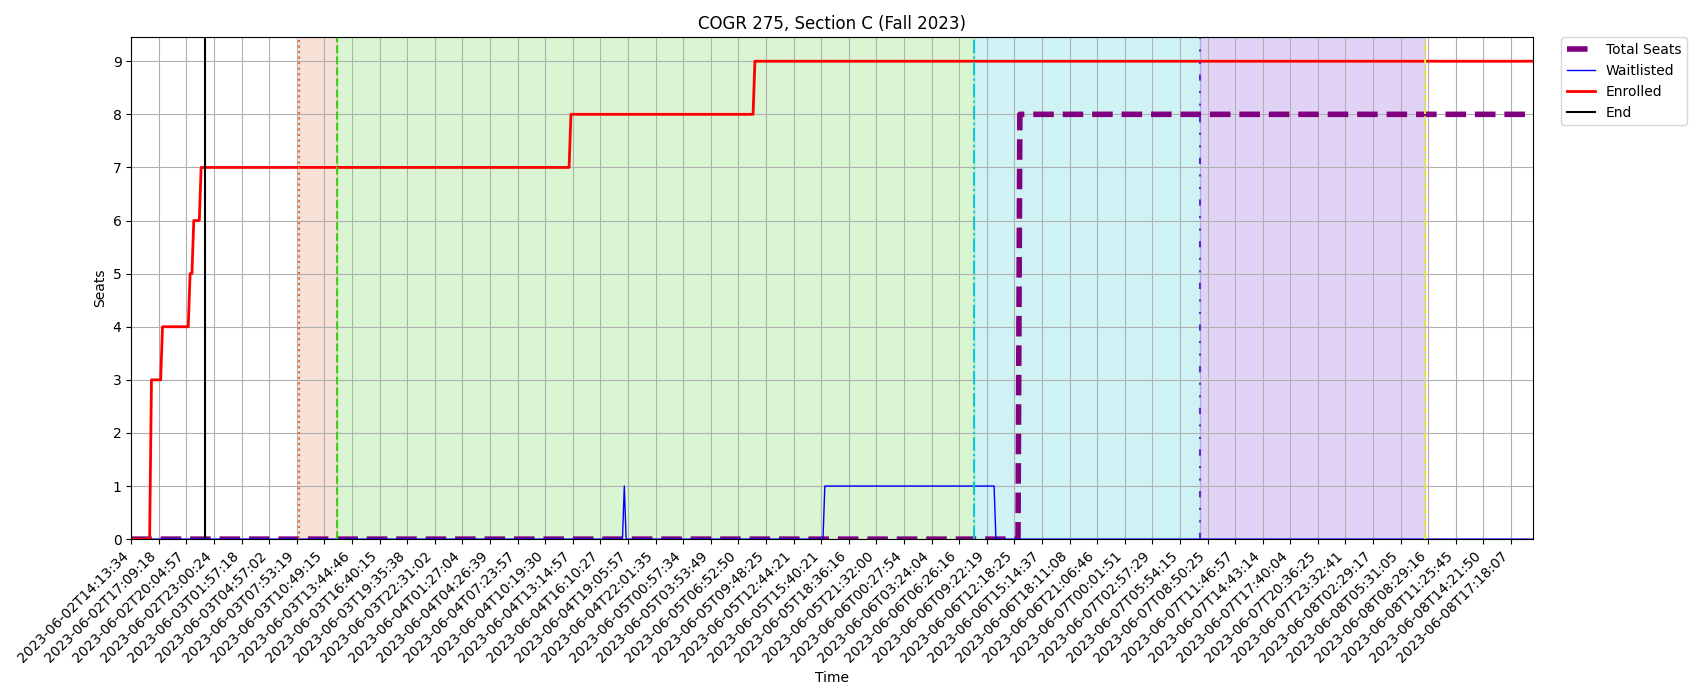 COGR 275, Section C (Fall 2023)
Total Seats
Waitlisted
Enrolled
End
Seats
9
8
7
6
5
4
3
2
1
0
2023-06-02T14:13:34
2023-06-02T17:09:18
2023-06-02T20:04:57
2023-06-02T23:00:24
2023-06-03T01:57:18
2023-06-03T04:57:02
2023-06-03T07:53:19
2023-06-03T10:49:15
2023-06-03T13:44:46
2023-06-03T16:40:15
2023-06-03T19:35:38
2023-06-03T22:31:02
2023-06-04T01:27:04
2023-06-04T04:26:39
2023-06-04T07:23:57
2023-06-04T10:19:30
2023-06-04T13:14:57
2023-06-04T16:10:27
2023-06-04T19:05:57
2023-06-04T22:01:35
2023-06-05T00:57:34
2023-06-05T03:53:49
2023-06-05T06:52:50
2023-06-05T09:48:25
2023-06-05T12:44:21
2023-06-05T15:40:21
2023-06-05T18:36:16
2023-06-05T21:32:00
2023-06-06T00:27:54
2023-06-06T03:24:04
2023-06-06T06:26:16
2023-06-06T09:22:19
2023-06-06T12:18:25
2023-06-06T15:14:37
2023-06-06T18:11:08
2023-06-06T21:06:46
2023-06-07T00:01:51
2023-06-07T02:57:29
2023-06-07T05:54:15
2023-06-07T08:50:25
2023-06-07T11:46:57
2023-06-07T14:43:14
2023-06-07T17:40:04
2023-06-07T20:36:25
2023-06-07T23:32:41
2023-06-08T02:29:17
2023-06-08T05:31:05
2023-06-08T08:29:16
2023-06-08T11:25:45
2023-06-08T14:21:50
2023-06-08T17:18:07
Time